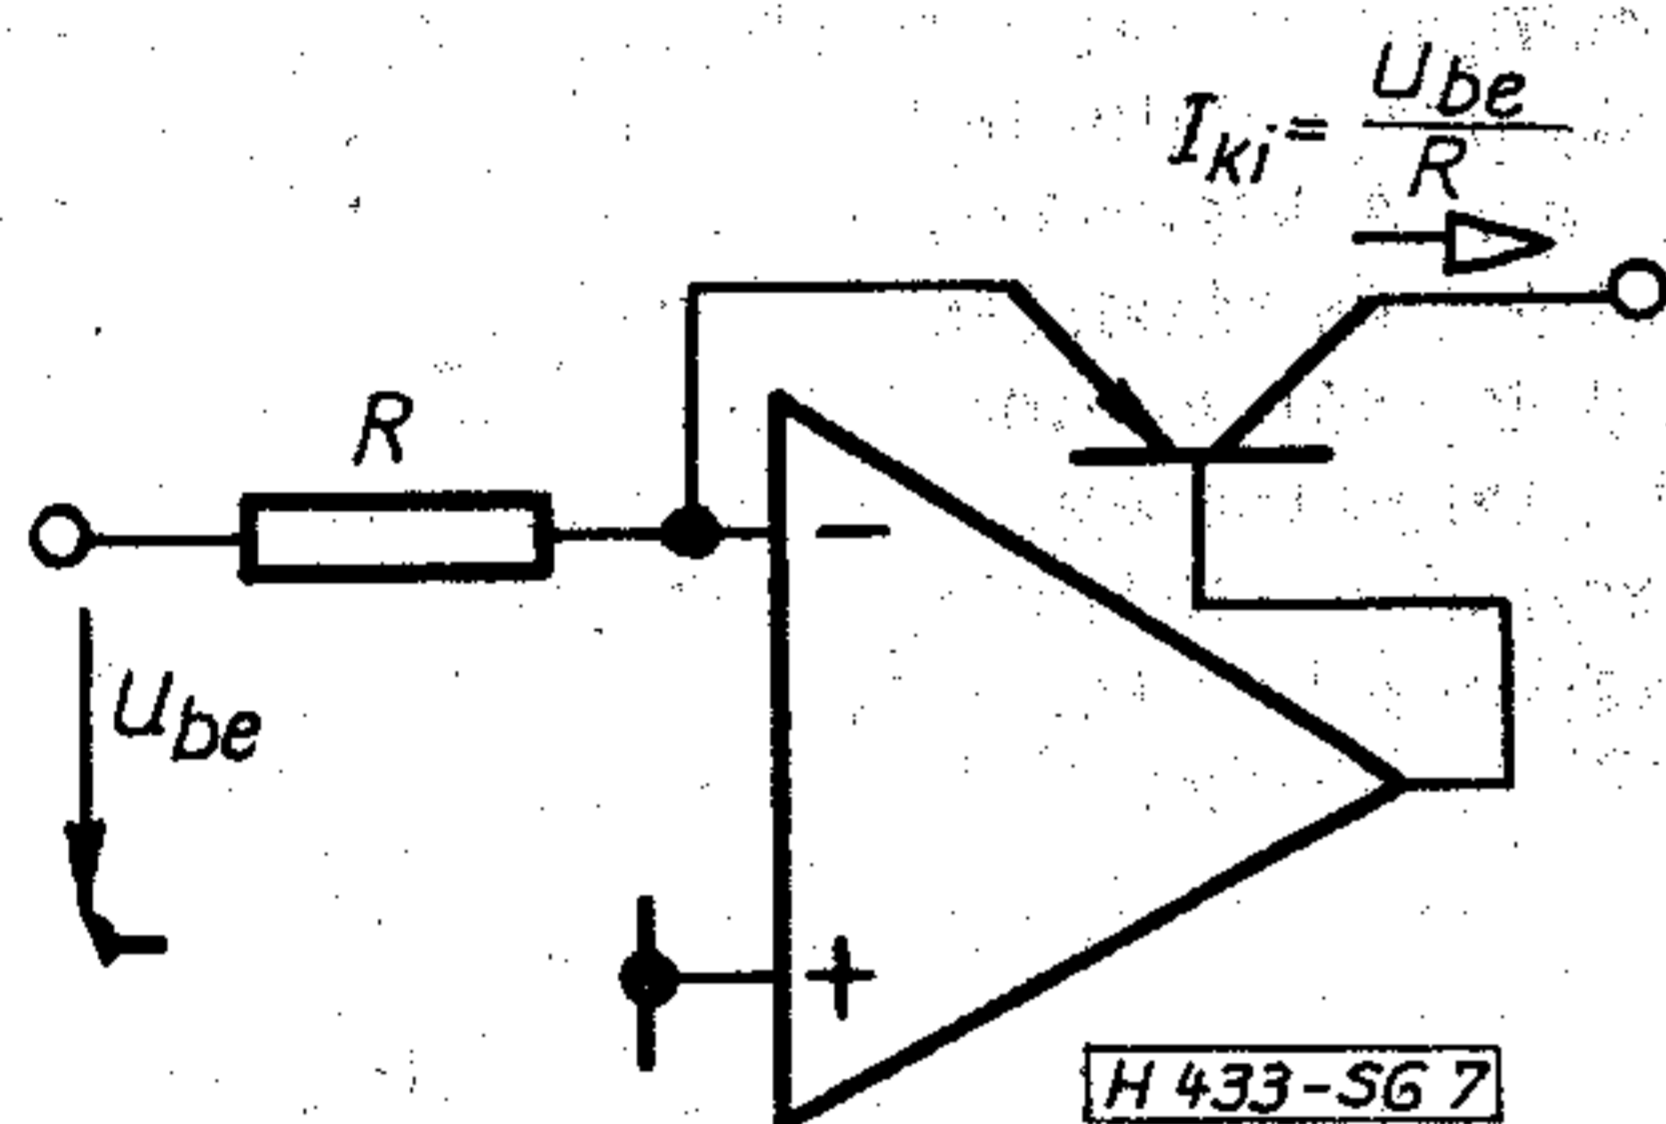 I_ki = U_be / R
R
U_be
−
+
H 433-SG 7